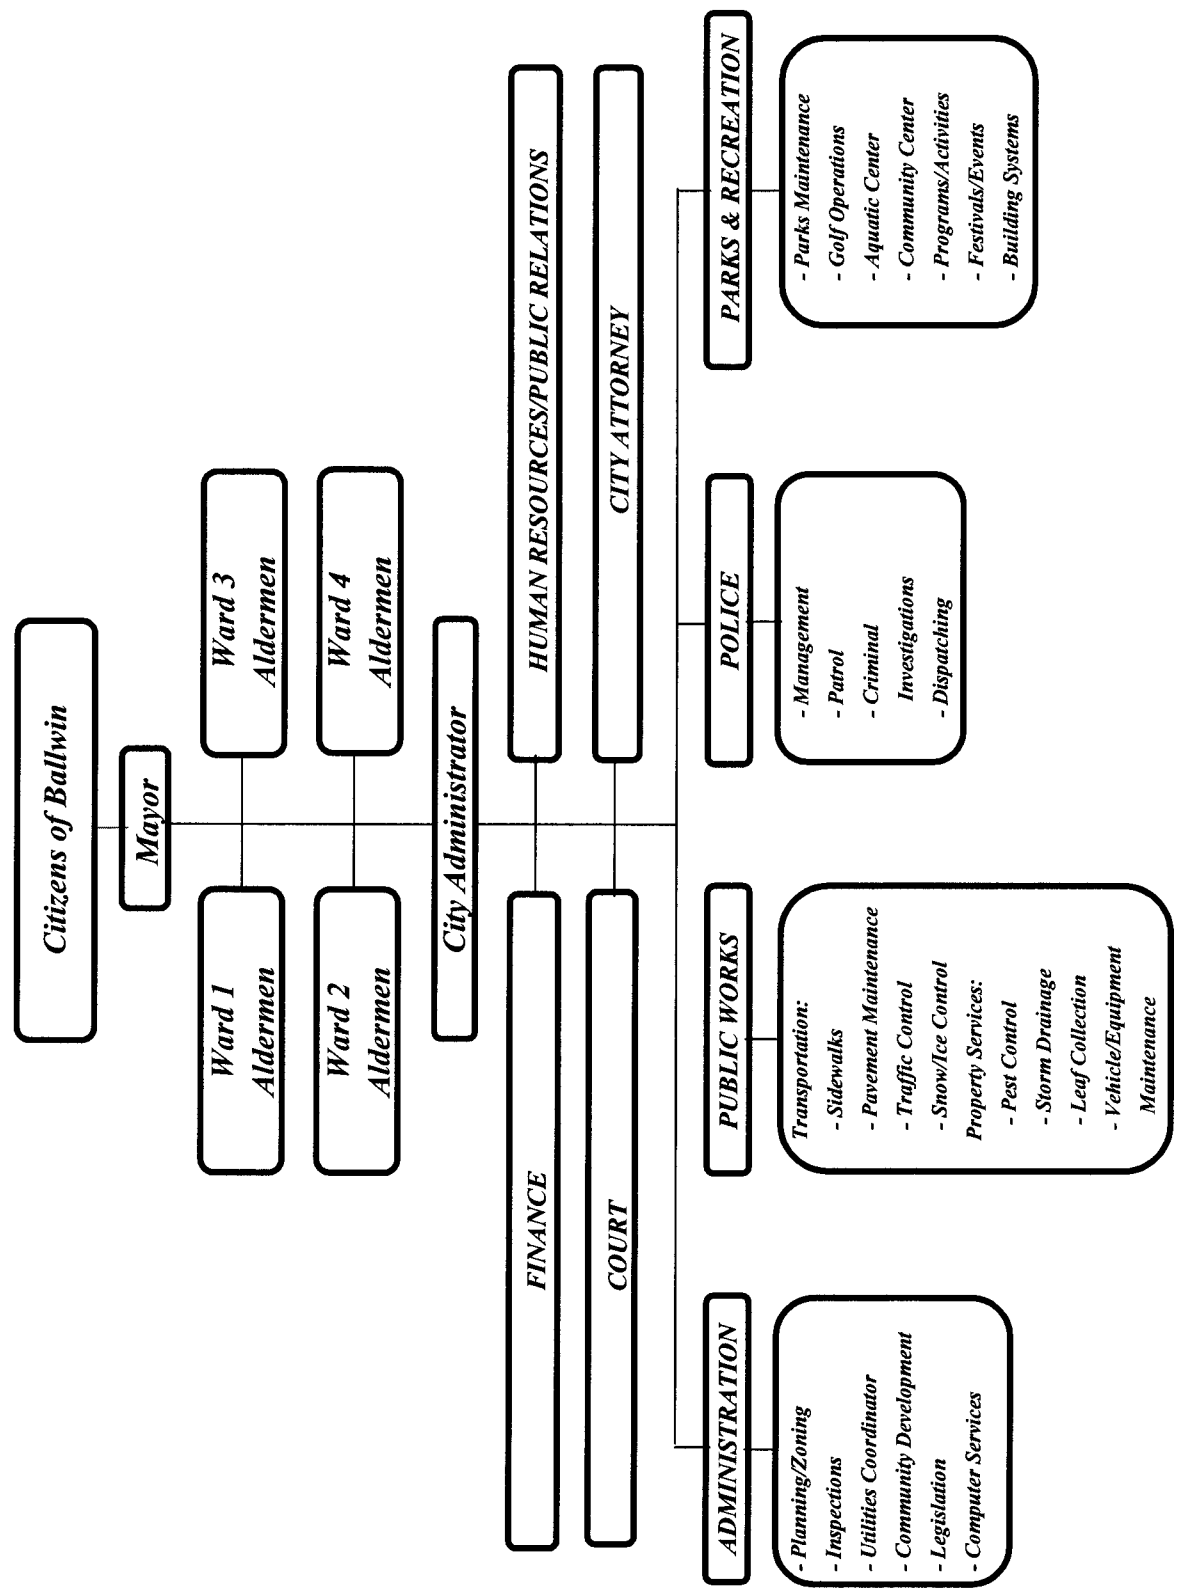 Citizens of Ballwin
Mayor
Ward 1
Aldermen
Ward 3
Aldermen
Ward 2
Aldermen
Ward 4
Aldermen
City Administrator
FINANCE
HUMAN RESOURCES/PUBLIC RELATIONS
COURT
CITY ATTORNEY
ADMINISTRATION
- Planning/Zoning
- Inspections
- Utilities Coordinator
- Community Development
- Legislation
- Computer Services
PUBLIC WORKS
Transportation:
- Sidewalks
- Pavement Maintenance
- Traffic Control
- Snow/Ice Control
Property Services:
- Pest Control
- Storm Drainage
- Leaf Collection
- Vehicle/Equipment
Maintenance
POLICE
- Management
- Patrol
- Criminal
Investigations
- Dispatching
PARKS & RECREATION
- Parks Maintenance
- Golf Operations
- Aquatic Center
- Community Center
- Programs/Activities
- Festivals/Events
- Building Systems